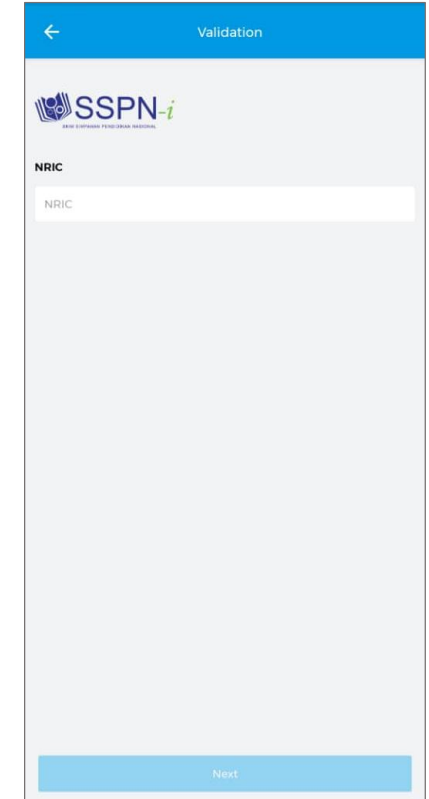 Validation
SSPN-i
SKIM SIMPANAN PENDIDIKAN NASIONAL
NRIC
NRIC
Next